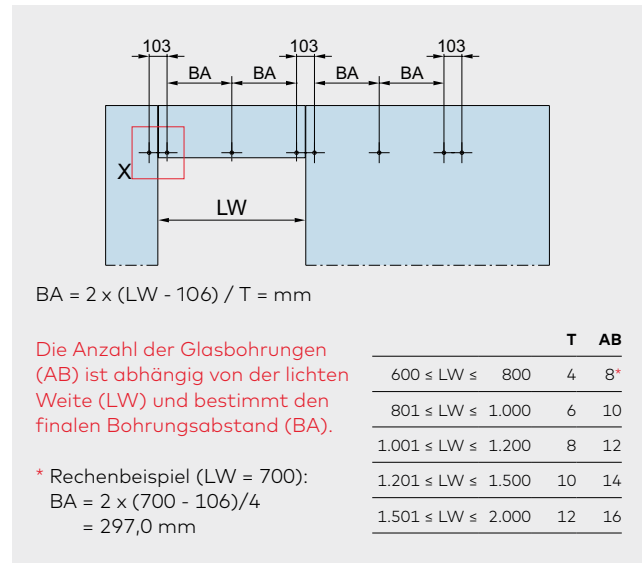 103 103 103
BA BA BA BA
X
LW
BA = 2 x (LW - 106) / T = mm
Die Anzahl der Glasbohrungen
(AB) ist abhängig von der lichten
Weite (LW) und bestimmt den
finalen Bohrungsabstand (BA).
* Rechenbeispiel (LW = 700):
BA = 2 x (700 - 106)/4
= 297,0 mm
T AB
600 ≤ LW ≤ 800 4 8*
801 ≤ LW ≤ 1.000 6 10
1.001 ≤ LW ≤ 1.200 8 12
1.201 ≤ LW ≤ 1.500 10 14
1.501 ≤ LW ≤ 2.000 12 16